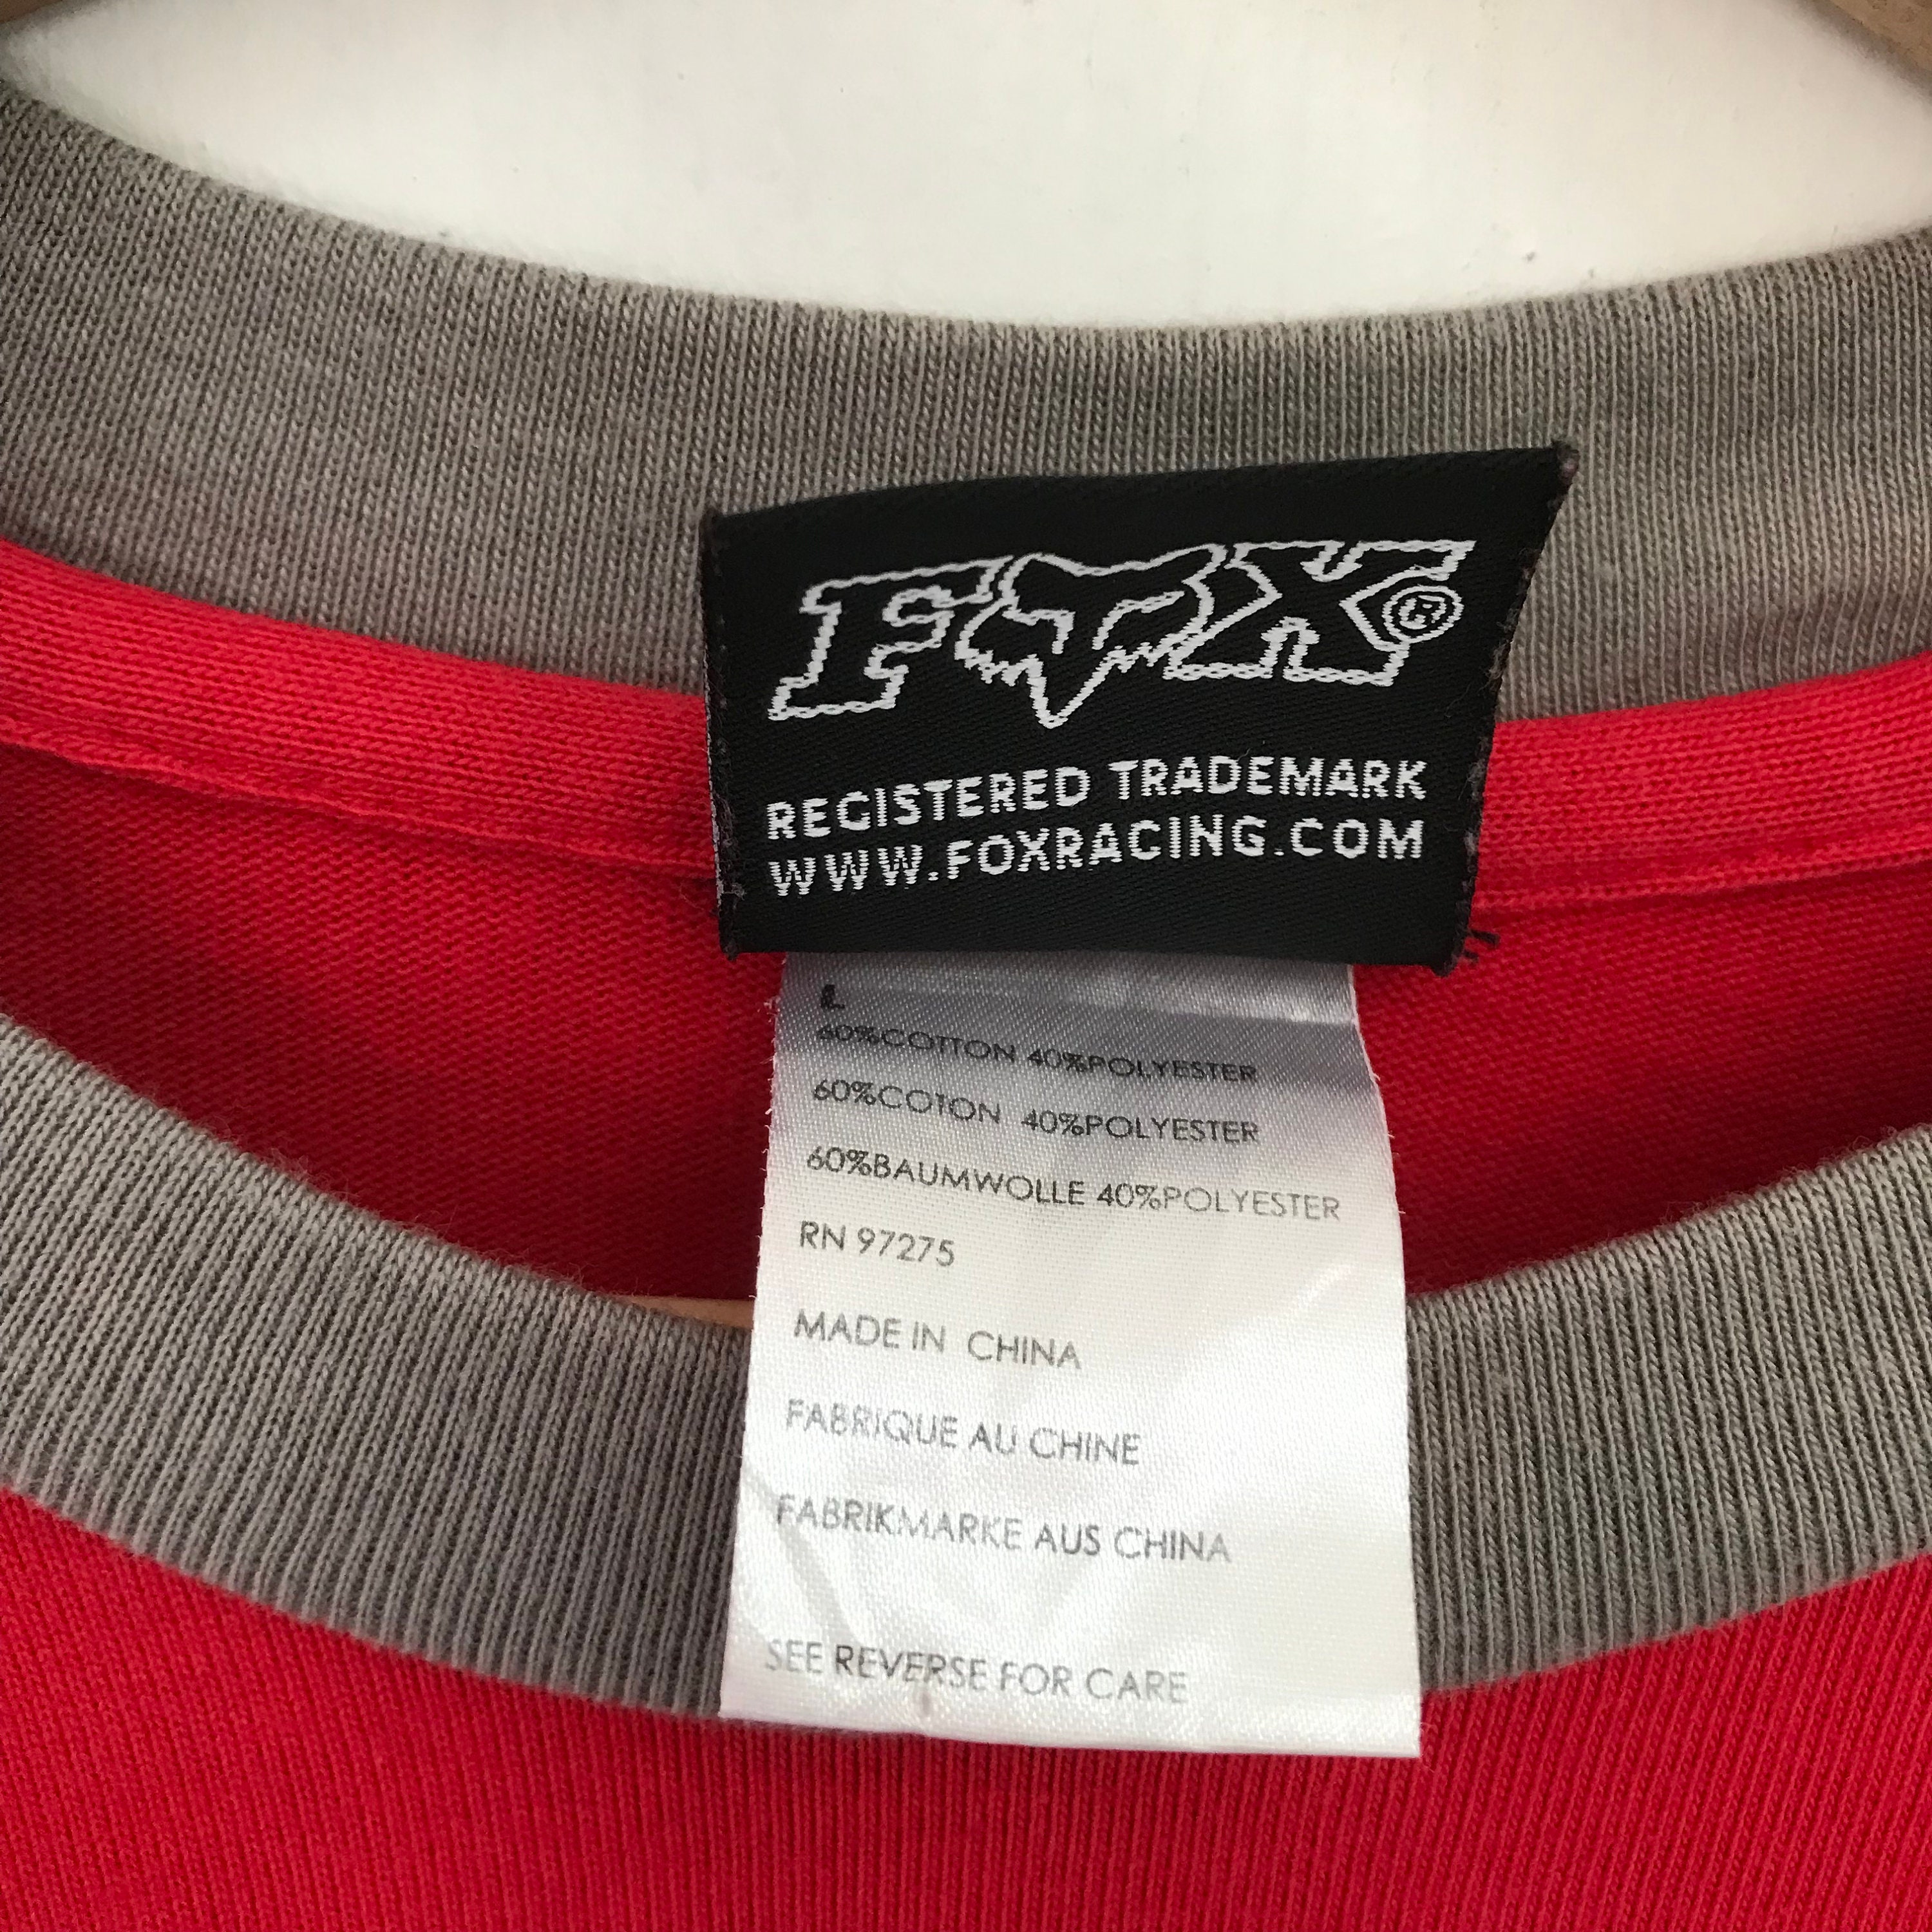 FOX®
REGISTERED TRADEMARK
WWW.FOXRACING.COM
L
60%COTTON 40%POLYESTER
60%COTON 40%POLYESTER
60%BAUMWOLLE 40%POLYESTER
RN 97275
MADE IN CHINA
FABRIQUE AU CHINE
FABRIKMARKE AUS CHINA
SEE REVERSE FOR CARE